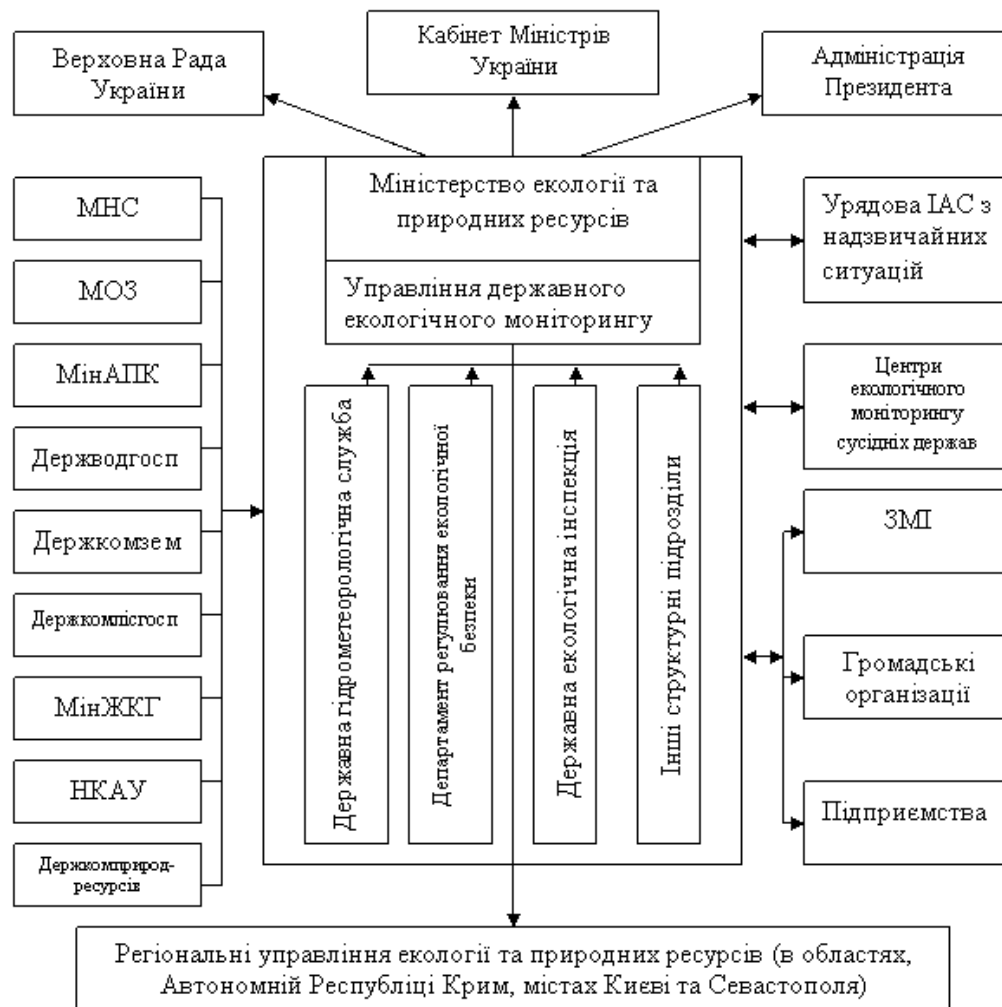 Верховна Рада
України
Кабінет Міністрів
України
Адміністрація
Президента
МНС
МОЗ
МінАПК
Держводгосп
Держкомзем
Держкомлісгосп
МінЖКГ
НКАУ
Держкомприрод-
ресурсів
Міністерство екології та
природних ресурсів
Управління державного
екологічного моніторингу
Державна гідрометеорологічна служба
Департамент регулювання екологічної
безпеки
Державна екологічна інспекція
Інші структурні підрозділи
Урядова ІАС з
надзвичайних
ситуацій
Центри
екологічного
моніторингу
сусідніх держав
ЗМІ
Громадські
організації
Підприємства
Регіональні управління екології та природних ресурсів (в областях,
Автономній Республіці Крим, містах Києві та Севастополя)